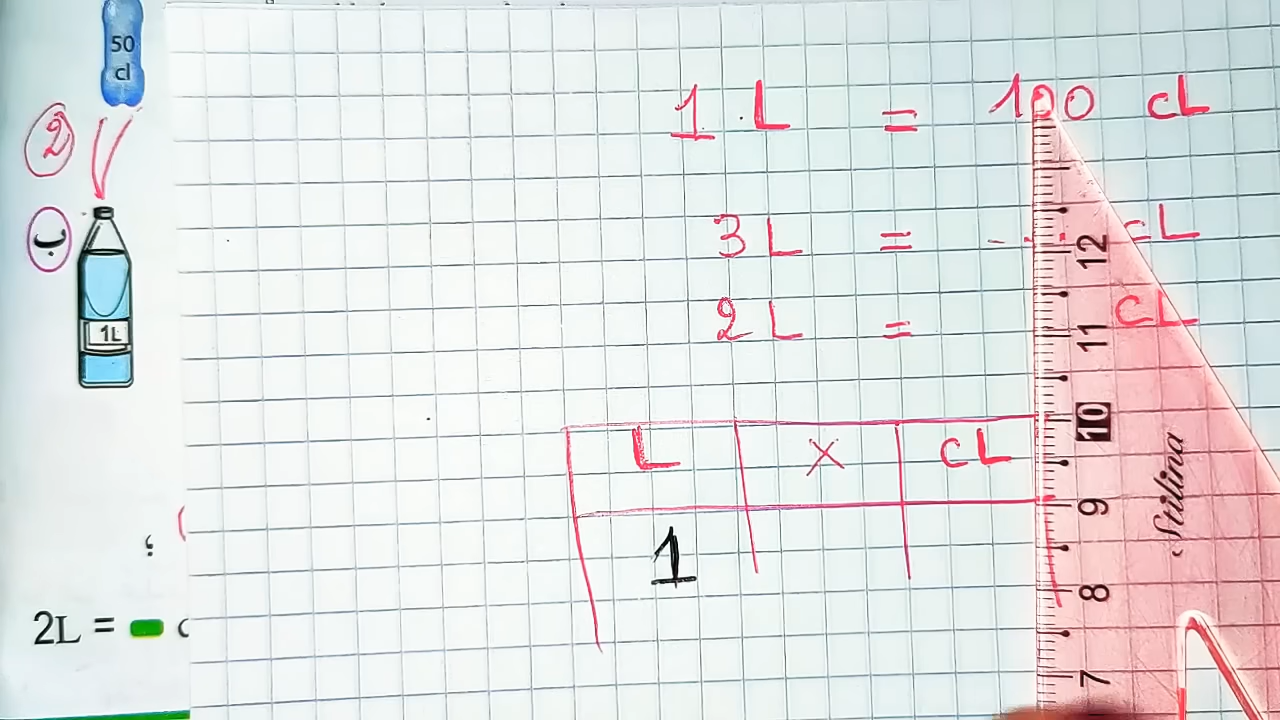 50
cl
2
ب
1L
؟
2L =
1 L = 100 cL
3 L = cL
2 L = cL
L X cL
1
12
11
10
9
8
7